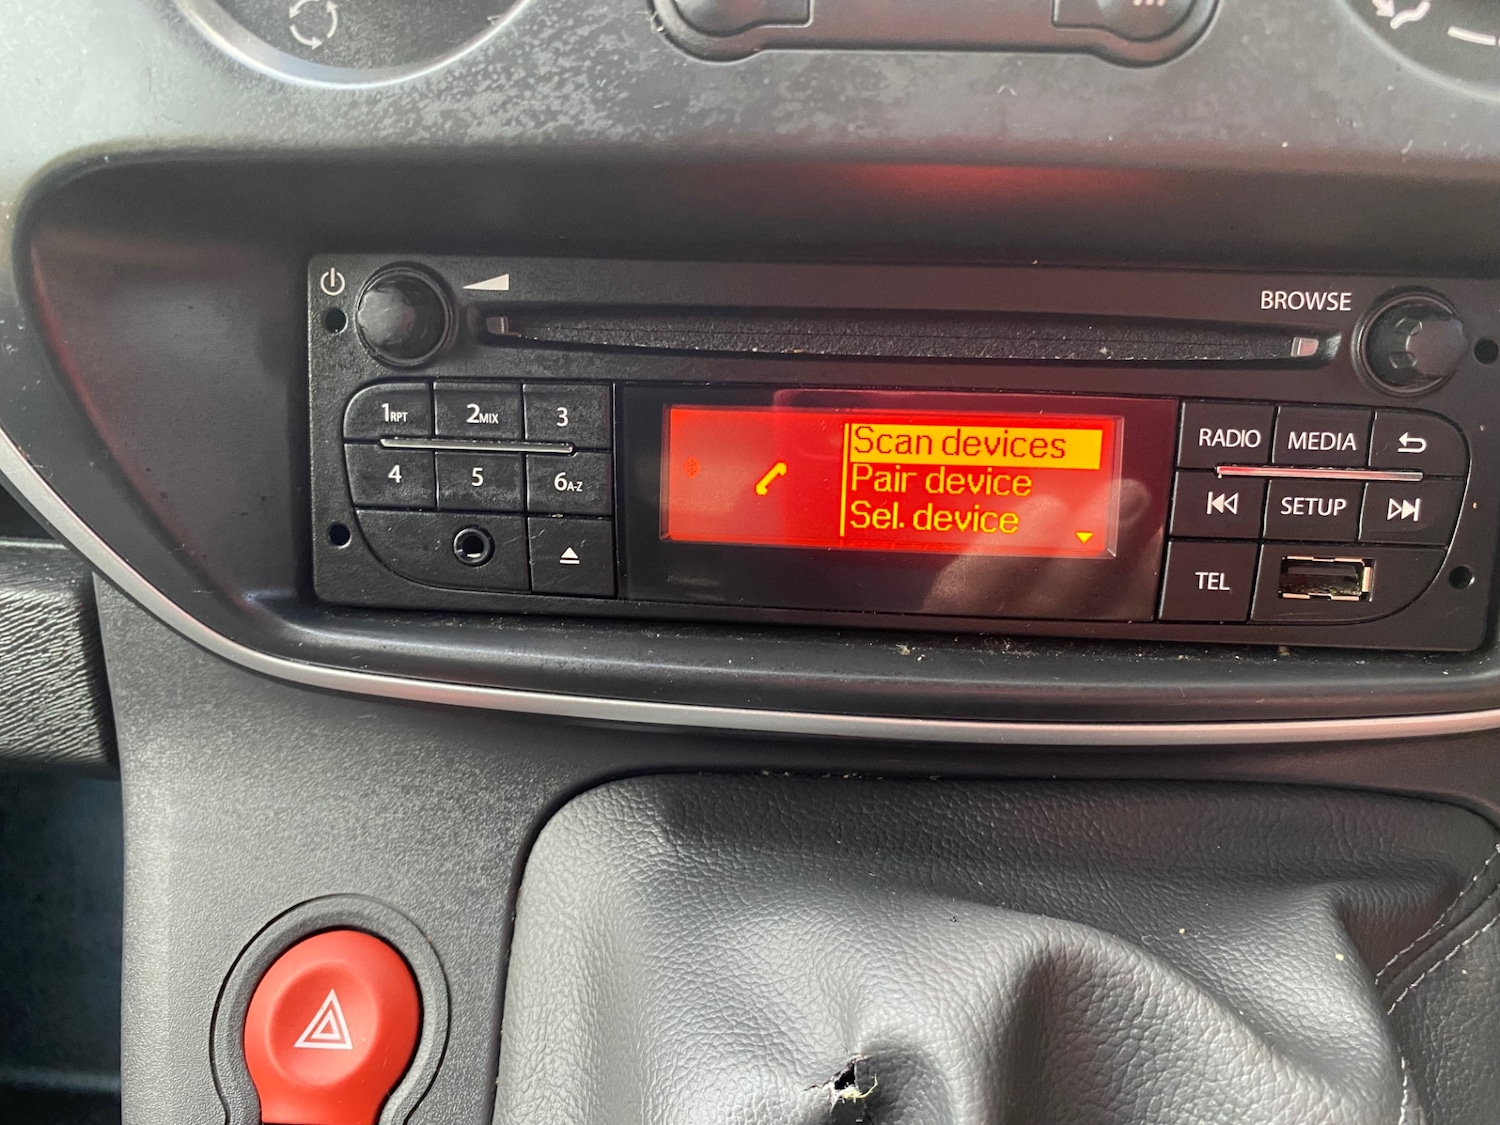 BROWSE
1RPT
2MIX
3
4
5
6A-Z
Scan devices
Pair device
Sel. device
RADIO
MEDIA
SETUP
TEL